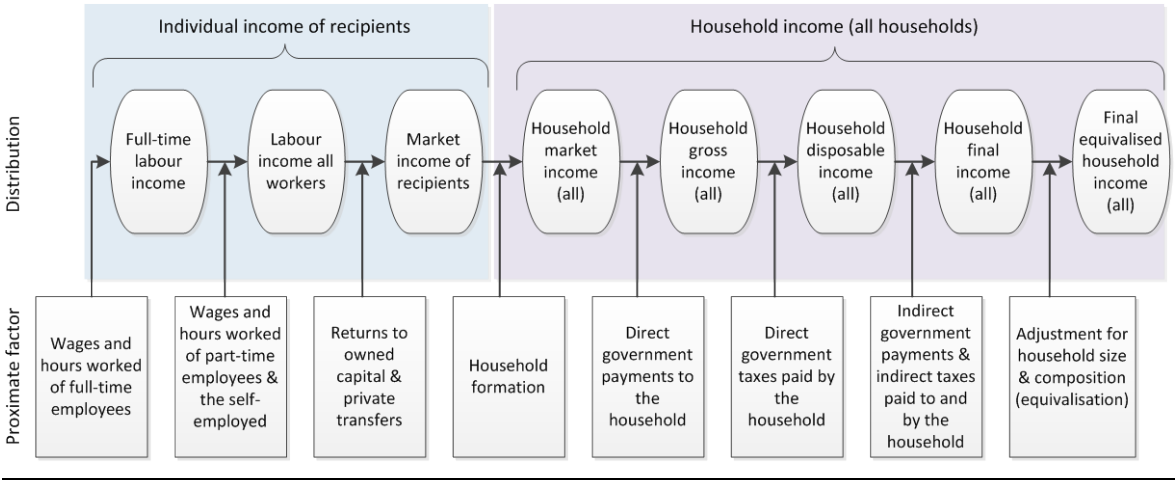 Individual income of recipients
Household income (all households)
Distribution
Full-time
labour
income
Labour
income all
workers
Market
income of
recipients
Household
market
income
(all)
Household
gross
income
(all)
Household
disposable
income
(all)
Household
final
income
(all)
Final
equivalised
household
income
(all)
Proximate factor
Wages and
hours worked
of full-time
employees
Wages and
hours worked
of part-time
employees &
the self-
employed
Returns to
owned
capital &
private
transfers
Household
formation
Direct
government
payments to
the
household
Direct
government
taxes paid by
the
household
Indirect
government
payments &
indirect taxes
paid to and
by the
household
Adjustment for
household size
& composition
(equivalisation)